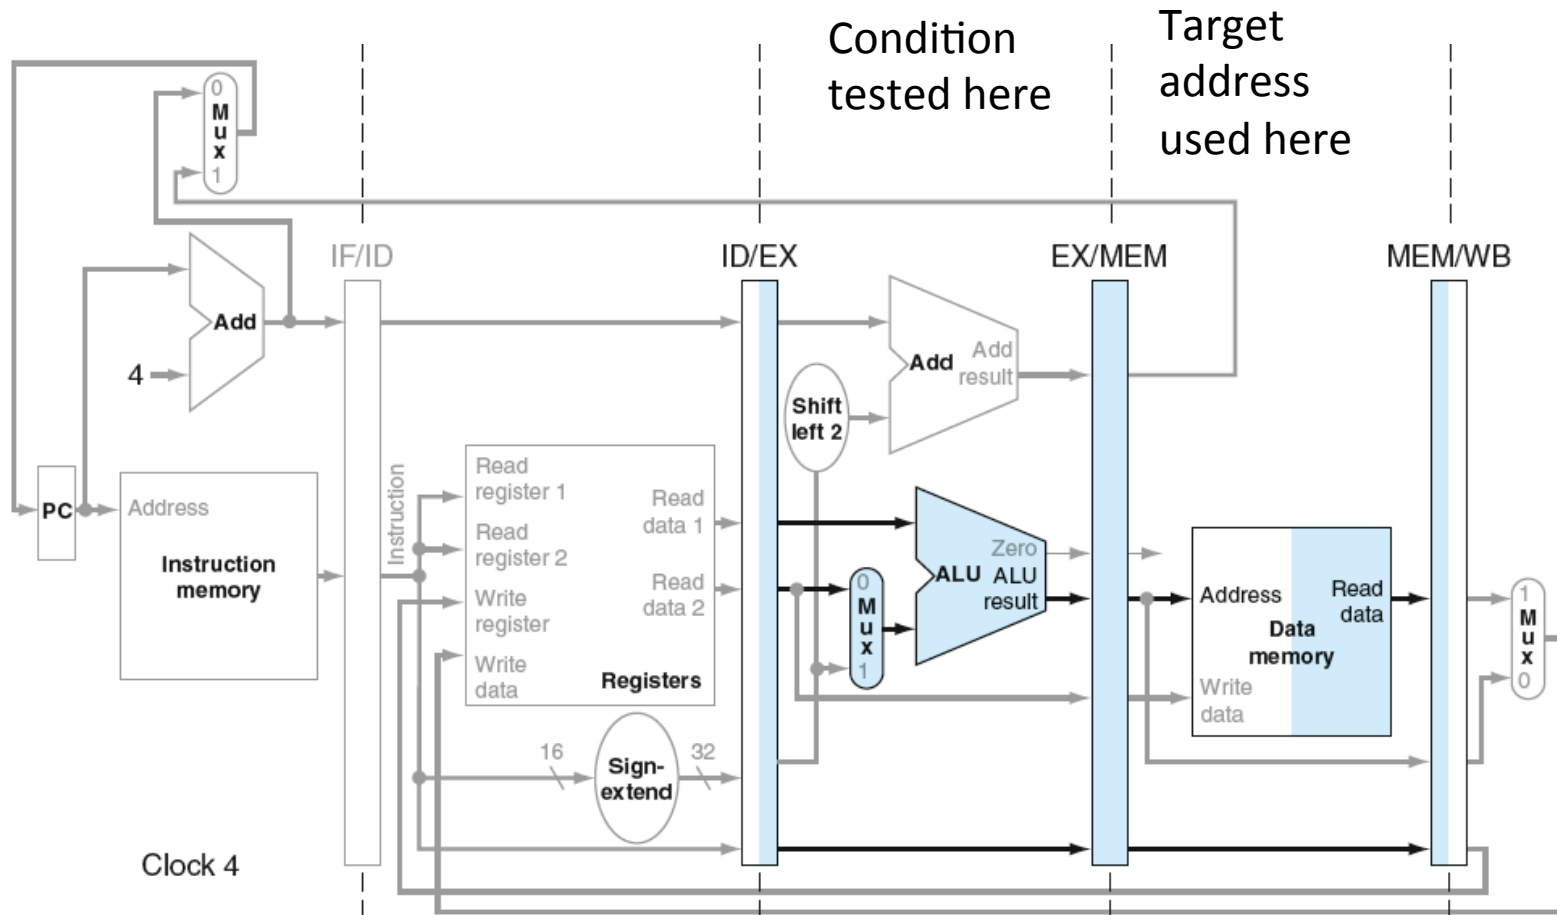 Condition
tested here
Target
address
used here
0
M
u
x
1
IF/ID
ID/EX
EX/MEM
MEM/WB
Add
4
Add
Add
result
Shift
left 2
PC
Address
Instruction
memory
Instruction
Read
register 1
Read
register 2
Write
register
Write
data
Read
data 1
Read
data 2
Registers
16
Sign-
extend
32
0
M
u
x
1
Zero
ALU
ALU
result
Address
Read
data
Data
memory
Write
data
1
M
u
x
0
Clock 4